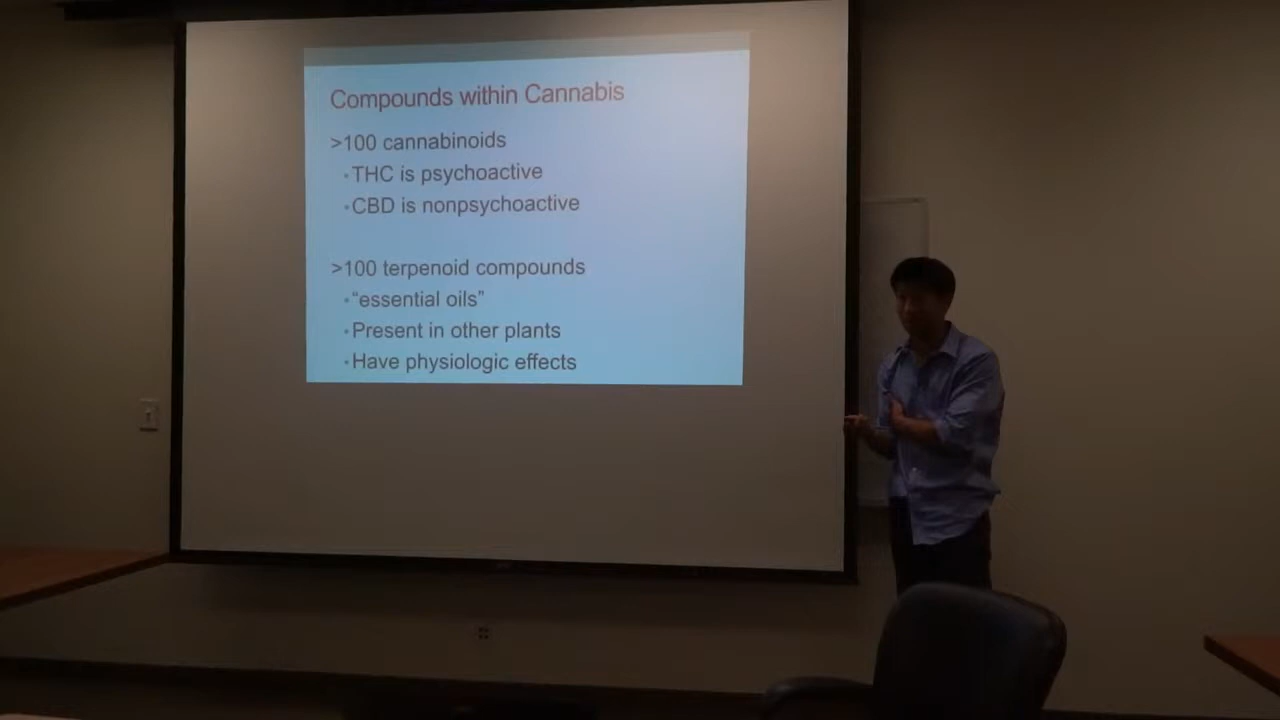 Compounds within Cannabis
>100 cannabinoids
•THC is psychoactive
•CBD is nonpsychoactive
>100 terpenoid compounds
•“essential oils”
•Present in other plants
•Have physiologic effects